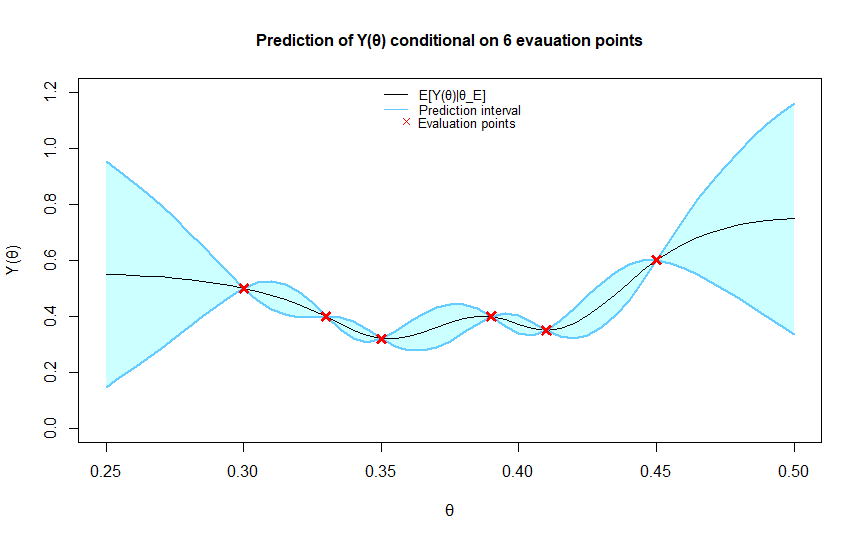 Prediction of Y(θ) conditional on 6 evauation points
E[Y(θ)|θ_E]
Prediction interval
Evaluation points
Y(θ)
1.2
1.0
0.8
0.6
0.4
0.2
0.0
0.25 0.30 0.35 0.40 0.45 0.50
θ